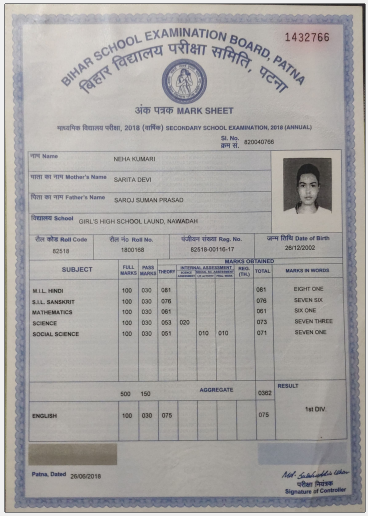 1432766
BIHAR SCHOOL EXAMINATION BOARD, PATNA
बिहार विद्यालय परीक्षा समिति, पटना
अंक पत्रक MARK SHEET
माध्यमिक विद्यालय परीक्षा, 2018 (वार्षिक) SECONDARY SCHOOL EXAMINATION, 2018 (ANNUAL)
Sl. No.
क्रम सं. 820040766
नाम Name NEHA KUMARI
माता का नाम Mother's Name SARITA DEVI
पिता का नाम Father's Name SAROJ SUMAN PRASAD
विद्यालय School GIRL'S HIGH SCHOOL LAUND, NAWADAH
रौल कोड Roll Code रौल नं० Roll No. पंजीयन संख्या Reg. No. जन्म तिथि Date of Birth
82518 1800168 82518-00116-17 26/12/2002
MARKS OBTAINED
SUBJECT FULL MARKS PASS MARKS THEORY INTERNAL ASSESSMENT REG. (TH.) TOTAL MARKS IN WORDS
M.I.L. HINDI 100 030 081 081 EIGHT ONE
S.I.L. SANSKRIT 100 030 076 076 SEVEN SIX
MATHEMATICS 100 030 061 061 SIX ONE
SCIENCE 100 030 053 020 073 SEVEN THREE
SOCIAL SCIENCE 100 030 051 010 010 071 SEVEN ONE
500 150 AGGREGATE 0362 RESULT
1st DIV.
ENGLISH 100 030 075 075
Patna, Dated 26/06/2018
परीक्षा नियंत्रक
Signature of Controller